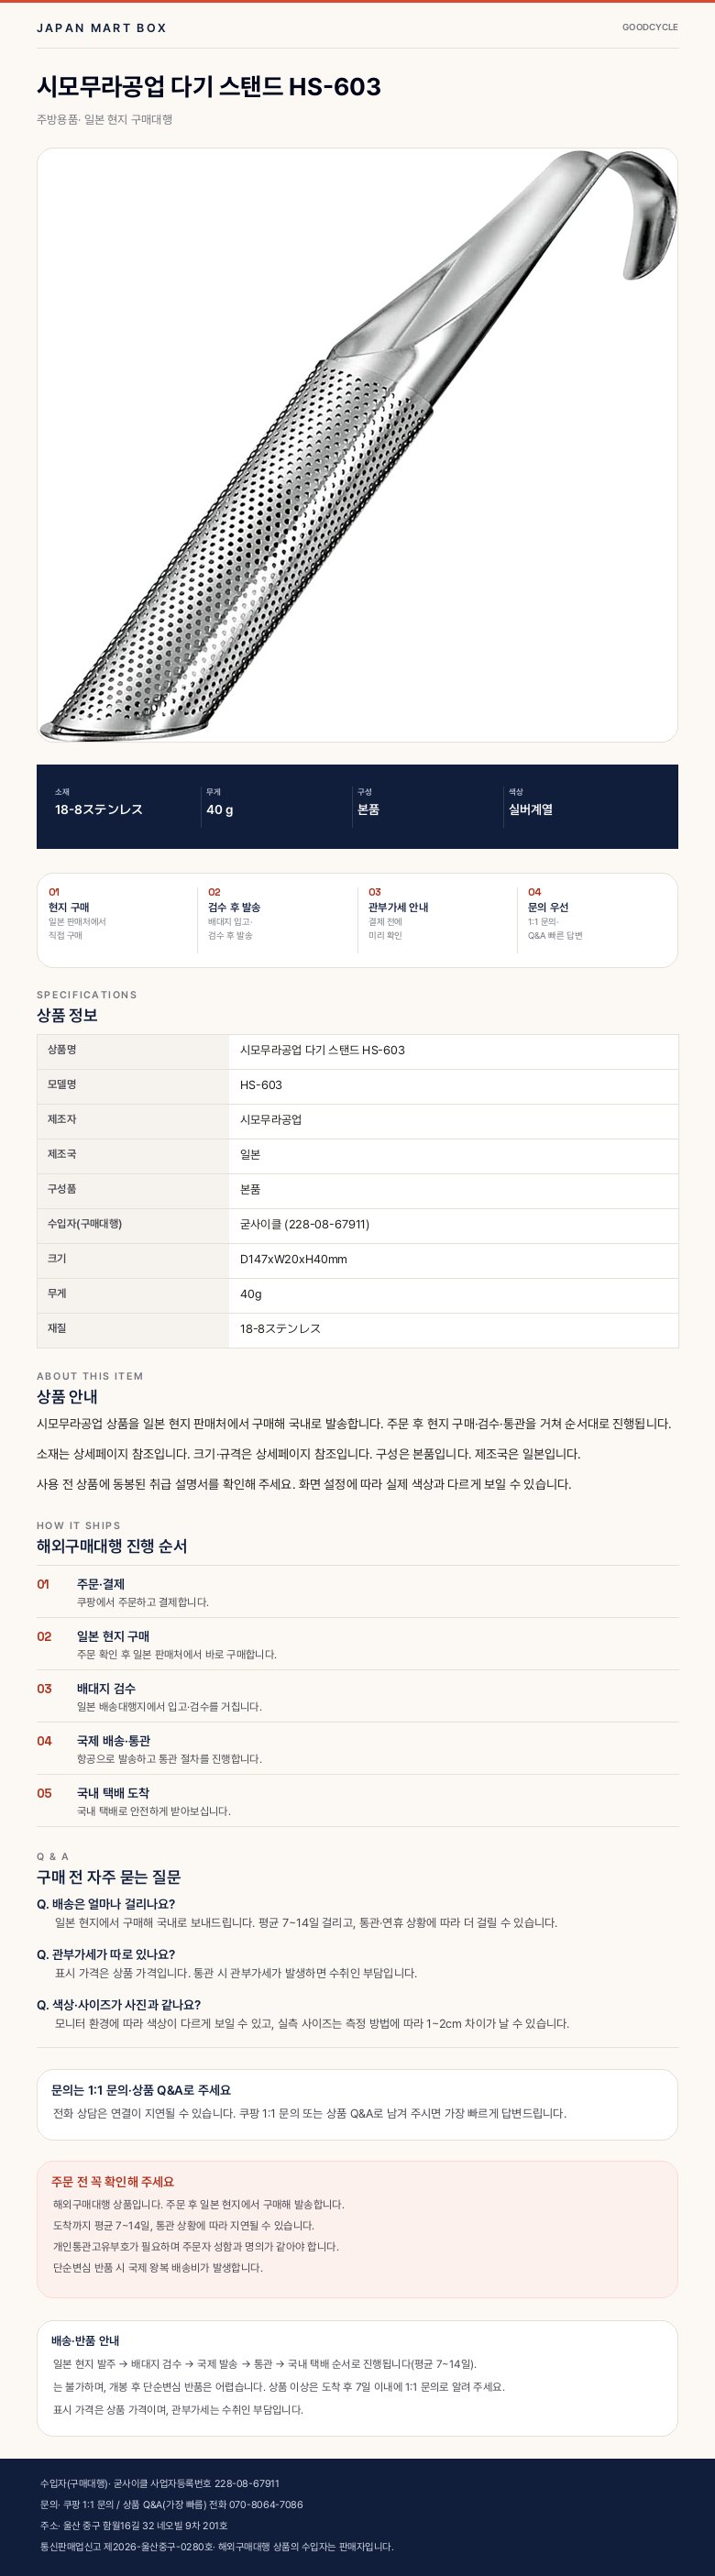 JAPAN MART BOX
GOODCYCLE
시모무라공업 다기 스탠드 HS-603
주방용품· 일본 현지 구매대행
소재
18-8ステンレス
무게
40 g
구성
본품
색상
실버계열
01
현지 구매
일본 판매처에서
직접 구매
02
검수 후 발송
배대지 입고·
검수 후 발송
03
관부가세 안내
결제 전에
미리 확인
04
문의 우선
1:1 문의·
Q&A 빠른 답변
SPECIFICATIONS
상품 정보
상품명 시모무라공업 다기 스탠드 HS-603
모델명 HS-603
제조자 시모무라공업
제조국 일본
구성품 본품
수입자(구매대행) 굳사이클 (228-08-67911)
크기 D147xW20xH40mm
무게 40g
재질 18-8ステンレス
ABOUT THIS ITEM
상품 안내
시모무라공업 상품을 일본 현지 판매처에서 구매해 국내로 발송합니다. 주문 후 현지 구매·검수·통관을 거쳐 순서대로 진행됩니다.
소재는 상세페이지 참조입니다. 크기·규격은 상세페이지 참조입니다. 구성은 본품입니다. 제조국은 일본입니다.
사용 전 상품에 동봉된 취급 설명서를 확인해 주세요. 화면 설정에 따라 실제 색상과 다르게 보일 수 있습니다.
HOW IT SHIPS
해외구매대행 진행 순서
01 주문·결제
쿠팡에서 주문하고 결제합니다.
02 일본 현지 구매
주문 확인 후 일본 판매처에서 바로 구매합니다.
03 배대지 검수
일본 배송대행지에서 입고·검수를 거칩니다.
04 국제 배송·통관
항공으로 발송하고 통관 절차를 진행합니다.
05 국내 택배 도착
국내 택배로 안전하게 받아보십니다.
Q & A
구매 전 자주 묻는 질문
Q. 배송은 얼마나 걸리나요?
일본 현지에서 구매해 국내로 보내드립니다. 평균 7~14일 걸리고, 통관·연휴 상황에 따라 더 걸릴 수 있습니다.
Q. 관부가세가 따로 있나요?
표시 가격은 상품 가격입니다. 통관 시 관부가세가 발생하면 수취인 부담입니다.
Q. 색상·사이즈가 사진과 같나요?
모니터 환경에 따라 색상이 다르게 보일 수 있고, 실측 사이즈는 측정 방법에 따라 1~2cm 차이가 날 수 있습니다.
문의는 1:1 문의·상품 Q&A로 주세요
전화 상담은 연결이 지연될 수 있습니다. 쿠팡 1:1 문의 또는 상품 Q&A로 남겨 주시면 가장 빠르게 답변드립니다.
주문 전 꼭 확인해 주세요
해외구매대행 상품입니다. 주문 후 일본 현지에서 구매해 발송합니다.
도착까지 평균 7~14일, 통관 상황에 따라 지연될 수 있습니다.
개인통관고유부호가 필요하며 주문자 성함과 명의가 같아야 합니다.
단순변심 반품 시 국제 왕복 배송비가 발생합니다.
배송·반품 안내
일본 현지 발주 → 배대지 검수 → 국제 발송 → 통관 → 국내 택배 순서로 진행됩니다(평균 7~14일).
는 불가하며, 개봉 후 단순변심 반품은 어렵습니다. 상품 이상은 도착 후 7일 이내에 1:1 문의로 알려 주세요.
표시 가격은 상품 가격이며, 관부가세는 수취인 부담입니다.
수입자(구매대행)· 굳사이클 사업자등록번호 228-08-67911
문의· 쿠팡 1:1 문의 / 상품 Q&A(가장 빠름) 전화 070-8064-7086
주소· 울산 중구 함월16길 32 네오빌 9차 201호
통신판매업신고 제2026-울산중구-0280호· 해외구매대행 상품의 수입자는 판매자입니다.